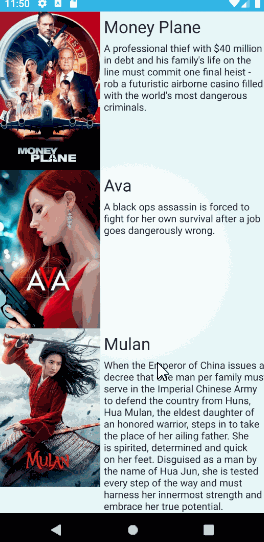 11:50
Money Plane
A professional thief with $40 million
in debt and his family's life on the
line must commit one final heist -
rob a futuristic airborne casino filled
with the world's most dangerous
criminals.
MONEY
PLANE
Ava
A black ops assassin is forced to
fight for her own survival after a job
goes dangerously wrong.
AVA
Mulan
When the Emperor of China issues a
decree that one man per family must
serve in the Imperial Chinese Army
to defend the country from Huns,
Hua Mulan, the eldest daughter of
an honored warrior, steps in to take
the place of her ailing father. She
is spirited, determined and quick
on her feet. Disguised as a man by
the name of Hua Jun, she is tested
every step of the way and must
harness her innermost strength and
embrace her true potential.
MULAN